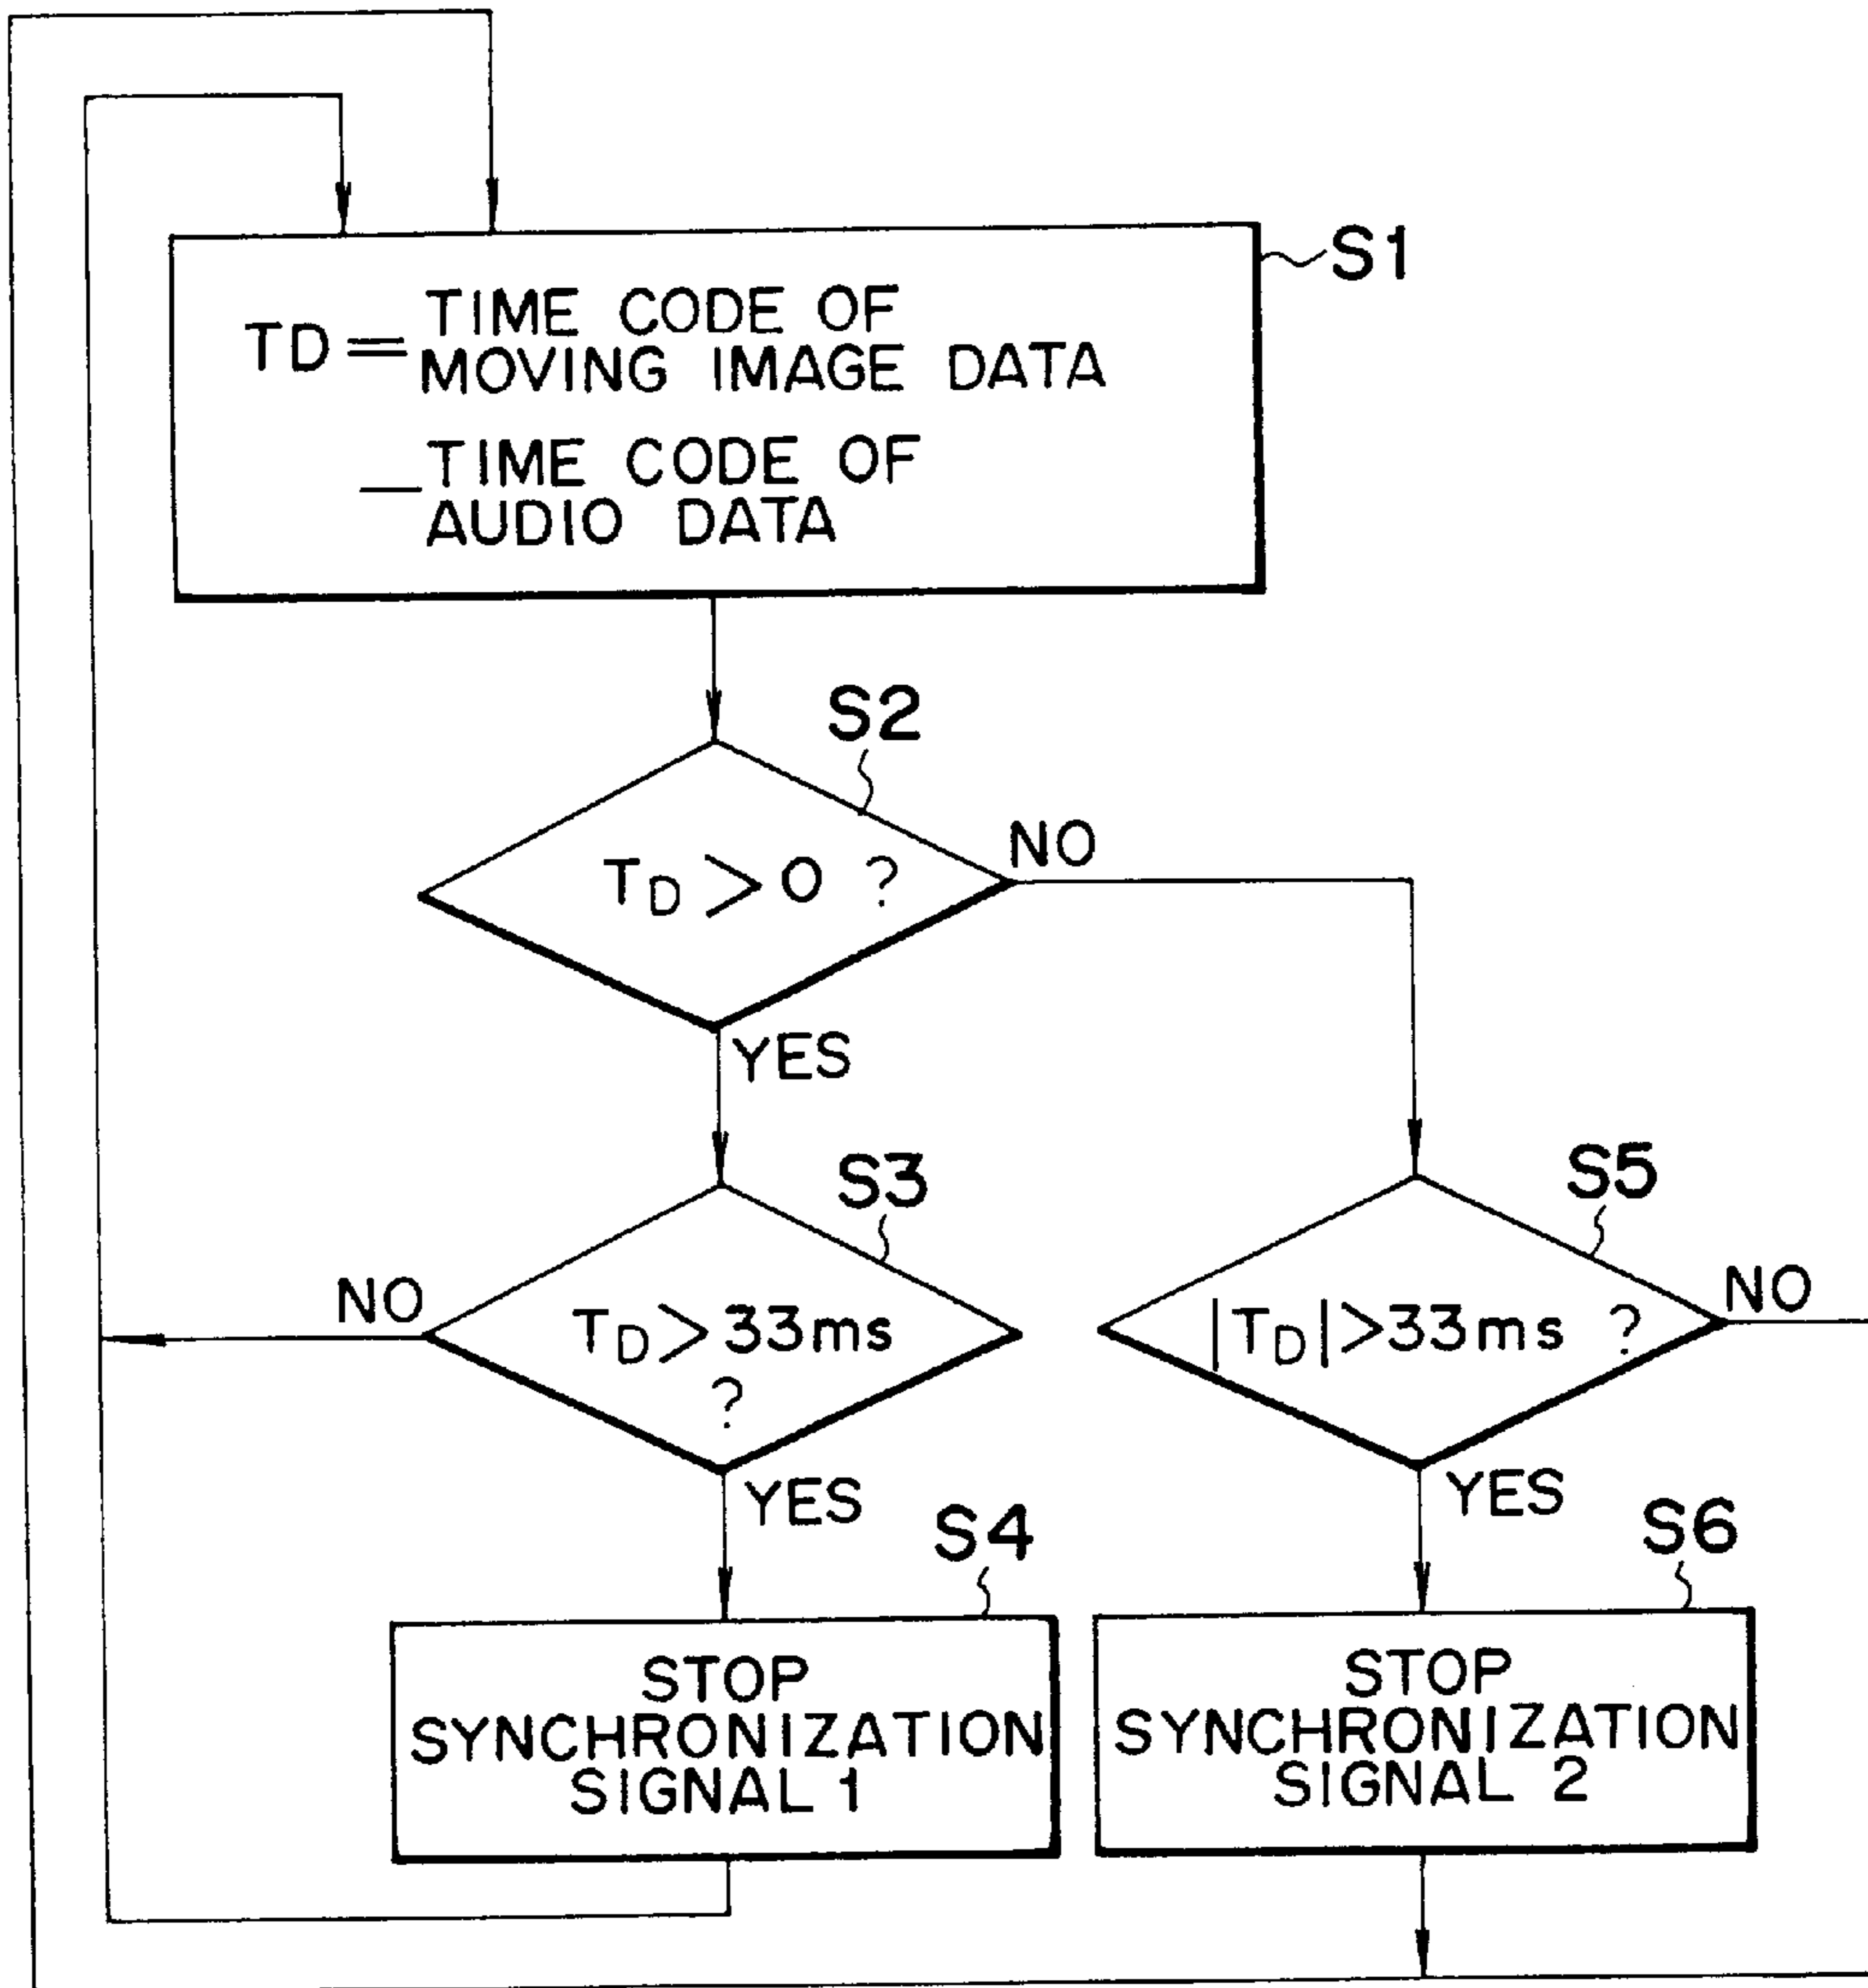 S1
TD = TIME CODE OF
MOVING IMAGE DATA
— TIME CODE OF
AUDIO DATA
S2
TD > 0 ?
NO
YES
S3
TD > 33ms
?
NO
YES
S5
|TD| > 33ms ?
NO
YES
S4
STOP
SYNCHRONIZATION
SIGNAL 1
S6
STOP
SYNCHRONIZATION
SIGNAL 2